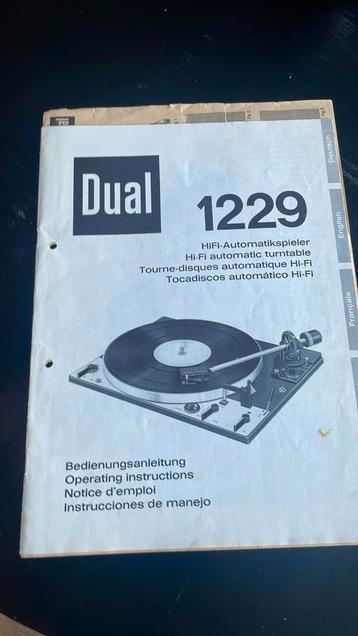 Dual
1229
HiFi-Automatikspieler
Hi-Fi automatic turntable
Tourne-disques automatique Hi-Fi
Tocadiscos automático Hi-Fi
Bedienungsanleitung
Operating instructions
Notice d'emploi
Instrucciones de manejo
Deutsch
English
Français